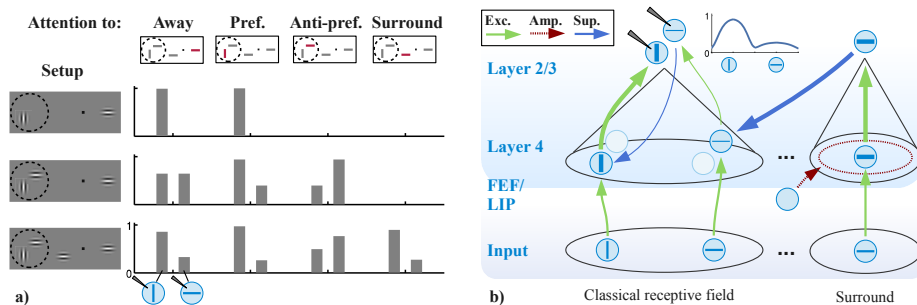 Attention to:
Away
Pref.
Anti-pref.
Surround
Setup
1
0
a)
Exc.
Amp.
Sup.
Layer 2/3
Layer 4
...
...
FEF/
LIP
Input
...
b)
Classical receptive field
Surround